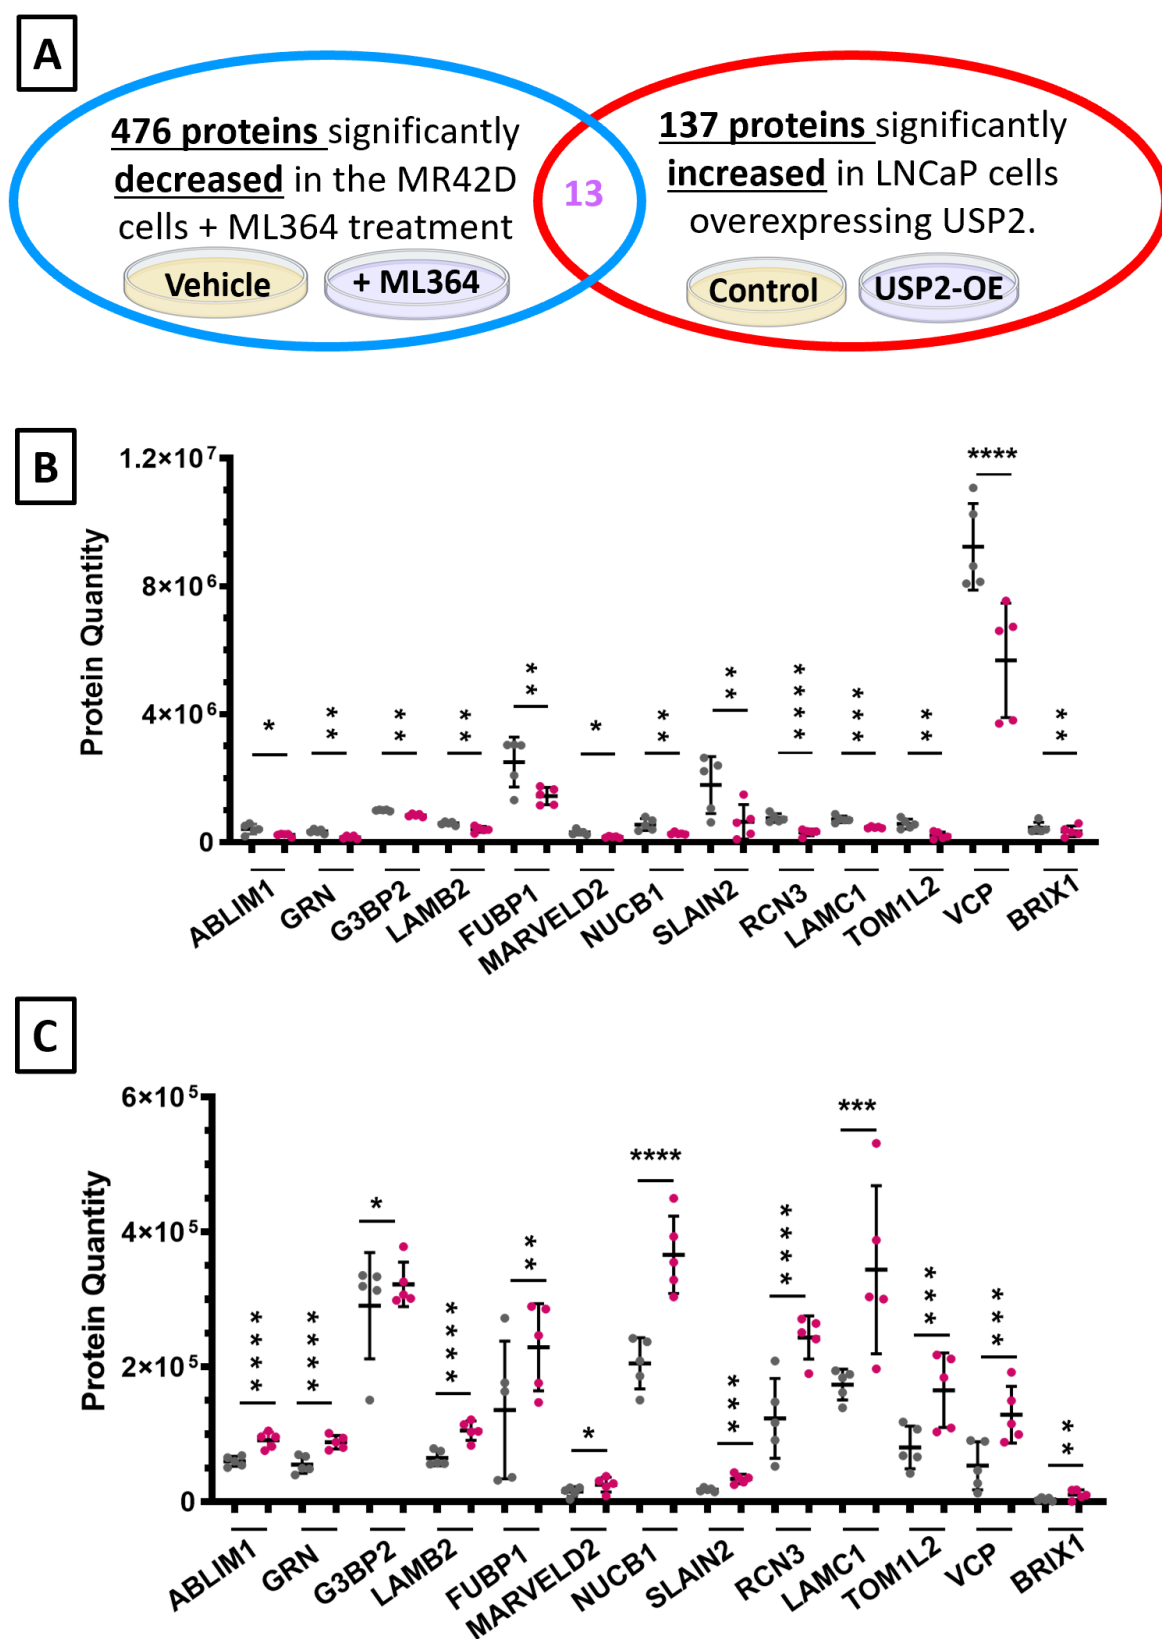 A
476 proteins significantly
decreased in the MR42D
cells + ML364 treatment
Vehicle
+ ML364
13
137 proteins significantly
increased in LNCaP cells
overexpressing USP2.
Control
USP2-OE
B
Protein Quantity
1.2×10⁷
8×10⁶
4×10⁶
0
*
**
**
**
**
*
**
**
****
***
**
****
**
ABLIM1
GRN
G3BP2
LAMB2
FUBP1
MARVELD2
NUCB1
SLAIN2
RCN3
LAMC1
TOM1L2
VCP
BRIX1
C
Protein Quantity
6×10⁵
4×10⁵
2×10⁵
0
****
****
*
****
**
*
****
***
****
***
***
***
**
ABLIM1
GRN
G3BP2
LAMB2
FUBP1
MARVELD2
NUCB1
SLAIN2
RCN3
LAMC1
TOM1L2
VCP
BRIX1